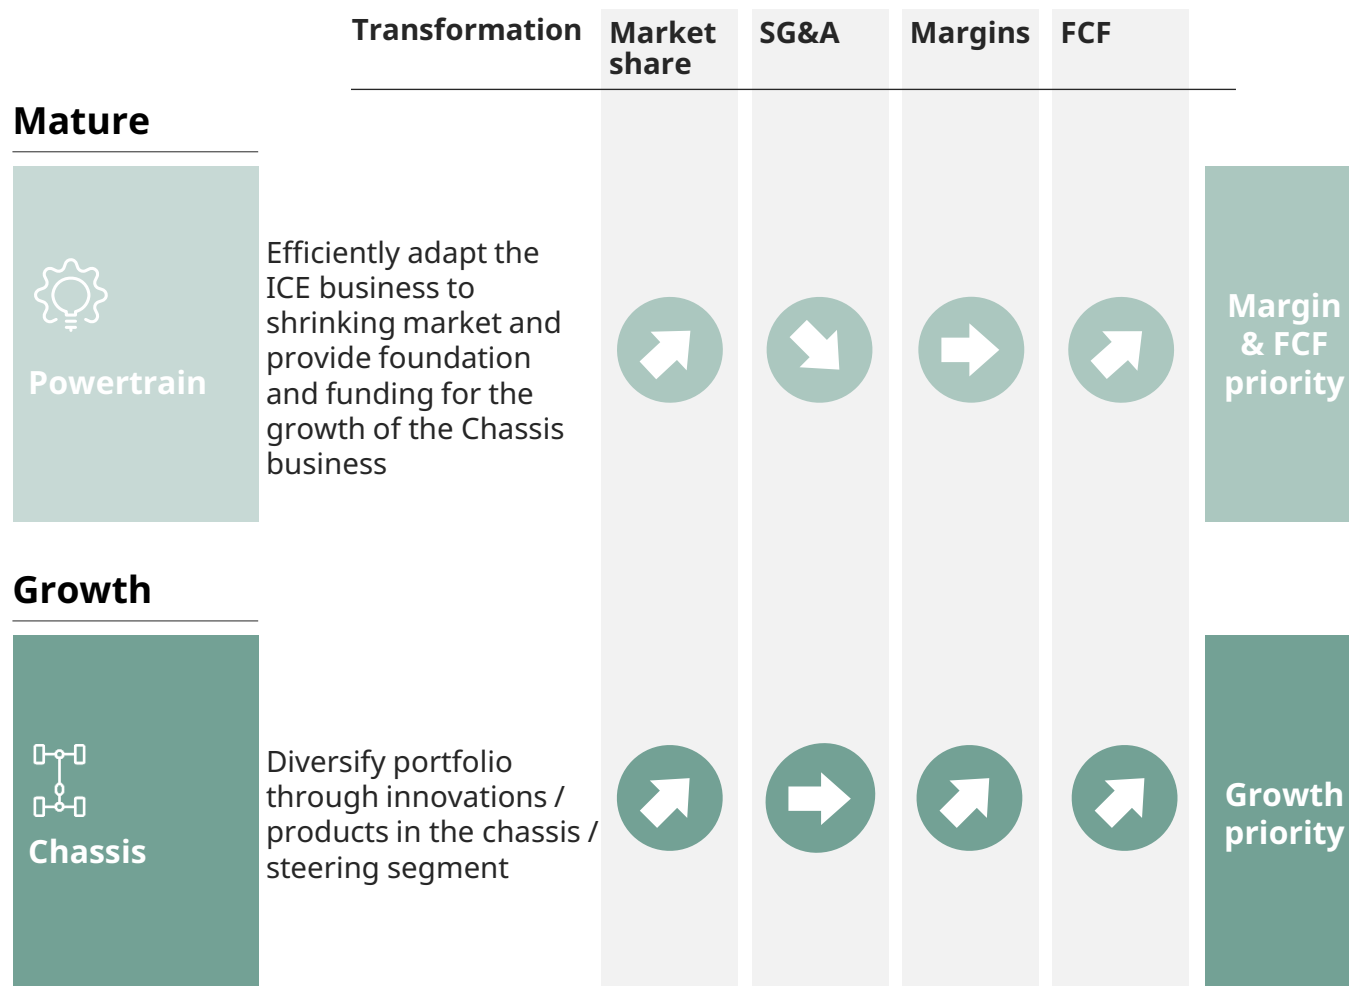 Transformation
Market
share
SG&A
Margins
FCF
Mature
Powertrain
Efficiently adapt the
ICE business to
shrinking market and
provide foundation
and funding for the
growth of the Chassis
business
Margin
& FCF
priority
Growth
Chassis
Diversify portfolio
through innovations /
products in the chassis /
steering segment
Growth
priority